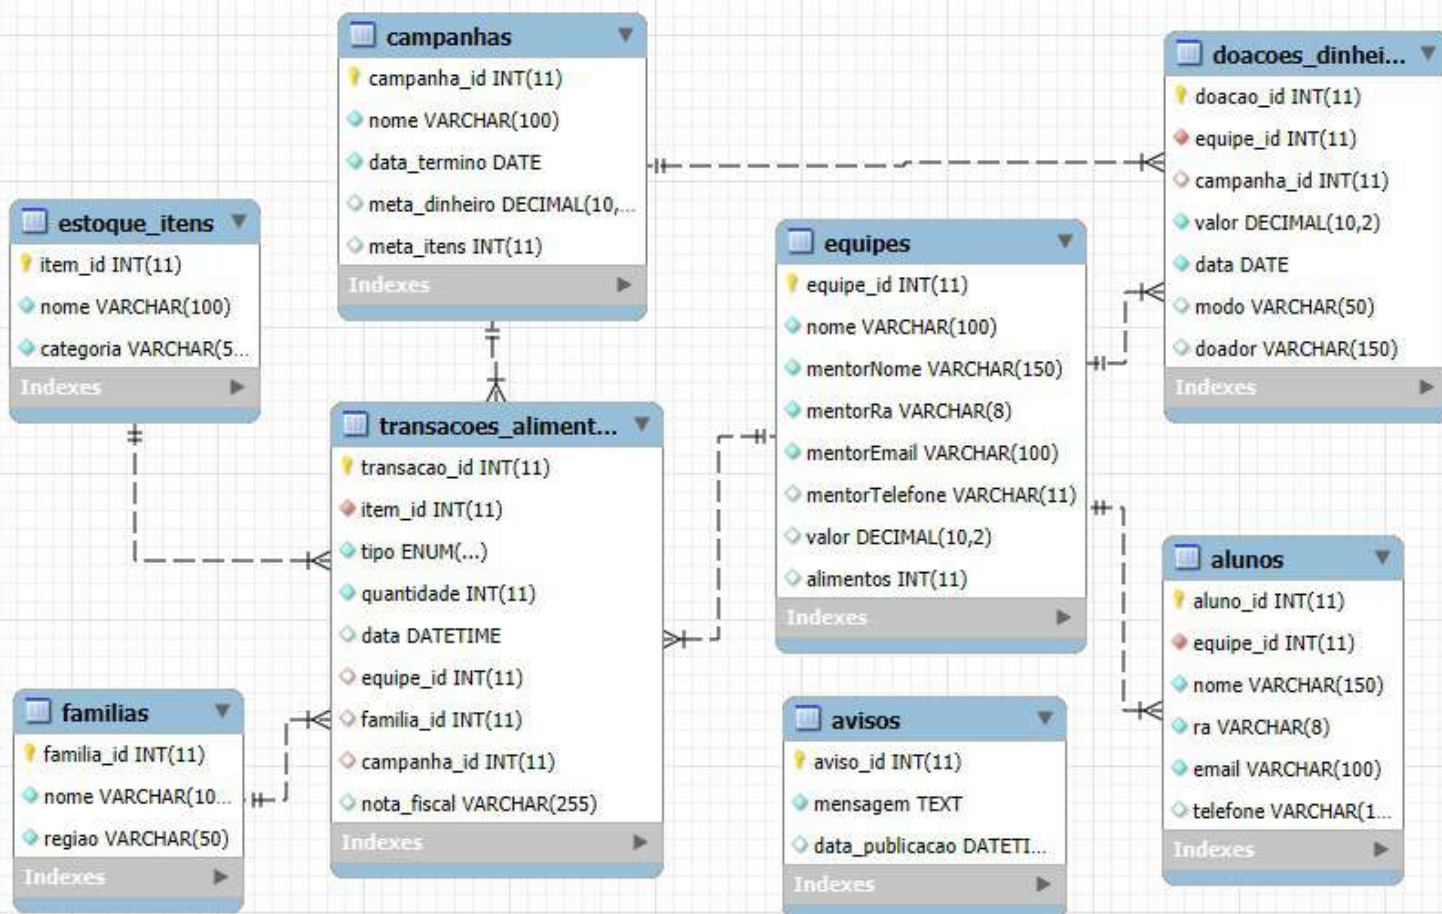 campanhas
campanha_id INT(11)
nome VARCHAR(100)
data_termino DATE
meta_dinheiro DECIMAL(10,...
meta_itens INT(11)
Indexes
doacoes_dinhei...
doacao_id INT(11)
equipe_id INT(11)
campanha_id INT(11)
valor DECIMAL(10,2)
data DATE
modo VARCHAR(50)
doador VARCHAR(150)
Indexes
estoque_itens
item_id INT(11)
nome VARCHAR(100)
categoria VARCHAR(5...
Indexes
equipes
equipe_id INT(11)
nome VARCHAR(100)
mentorNome VARCHAR(150)
mentorRa VARCHAR(8)
mentorEmail VARCHAR(100)
mentorTelefone VARCHAR(11)
valor DECIMAL(10,2)
alimentos INT(11)
Indexes
transacoes_aliment...
transacao_id INT(11)
item_id INT(11)
tipo ENUM(...)
quantidade INT(11)
data DATETIME
equipe_id INT(11)
familia_id INT(11)
campanha_id INT(11)
nota_fiscal VARCHAR(255)
Indexes
alunos
aluno_id INT(11)
equipe_id INT(11)
nome VARCHAR(150)
ra VARCHAR(8)
email VARCHAR(100)
telefone VARCHAR(1...
Indexes
familias
familia_id INT(11)
nome VARCHAR(10...
regiao VARCHAR(50)
Indexes
avisos
aviso_id INT(11)
mensagem TEXT
data_publicacao DATETI...
Indexes